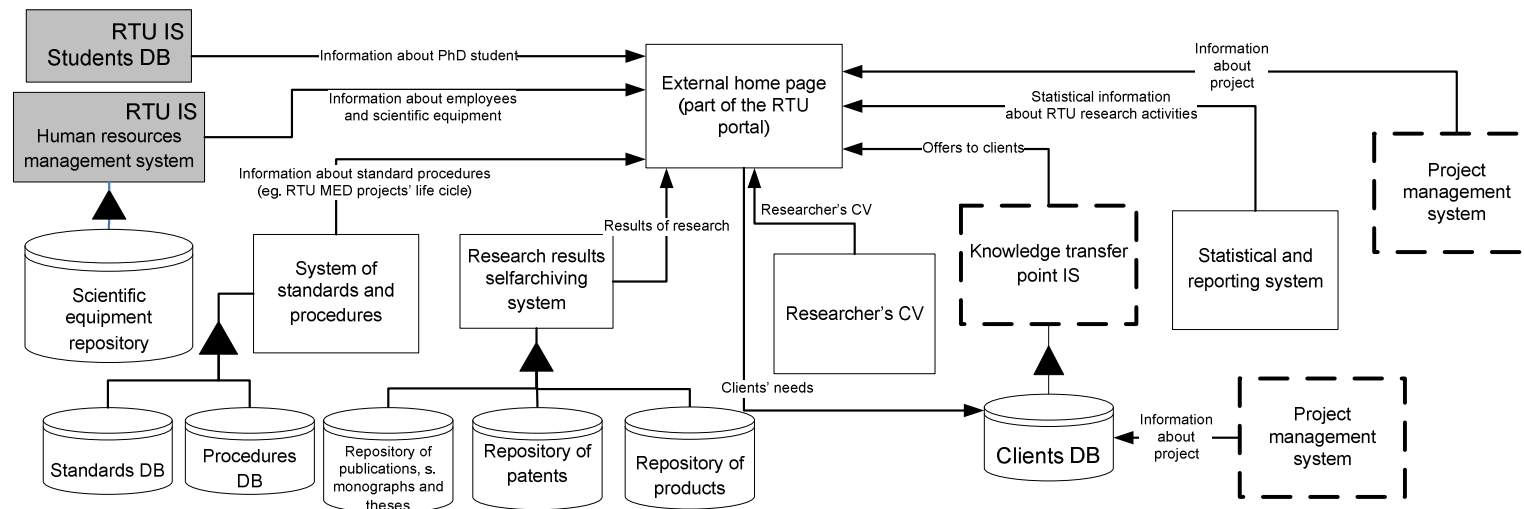 RTU IS
Students DB
Information about PhD student
RTU IS
Human resources
management system
Information about employees
and scientific equipment
External home page
(part of the RTU
portal)
Information
about
project
Statistical information
about RTU research activities
Offers to clients
Project
management
system
Information about standard procedures
(eg. RTU MED projects' life cicle)
Researcher's CV
Results of research
Scientific
equipment
repository
System of
standards and
procedures
Research results
selfarchiving
system
Researcher's CV
Knowledge transfer
point IS
Statistical and
reporting system
Clients' needs
Standards DB
Procedures
DB
Repository of
publications, s.
monographs and
theses
Repository of
patents
Repository of
products
Clients DB
Information
about
project
Project
management
system